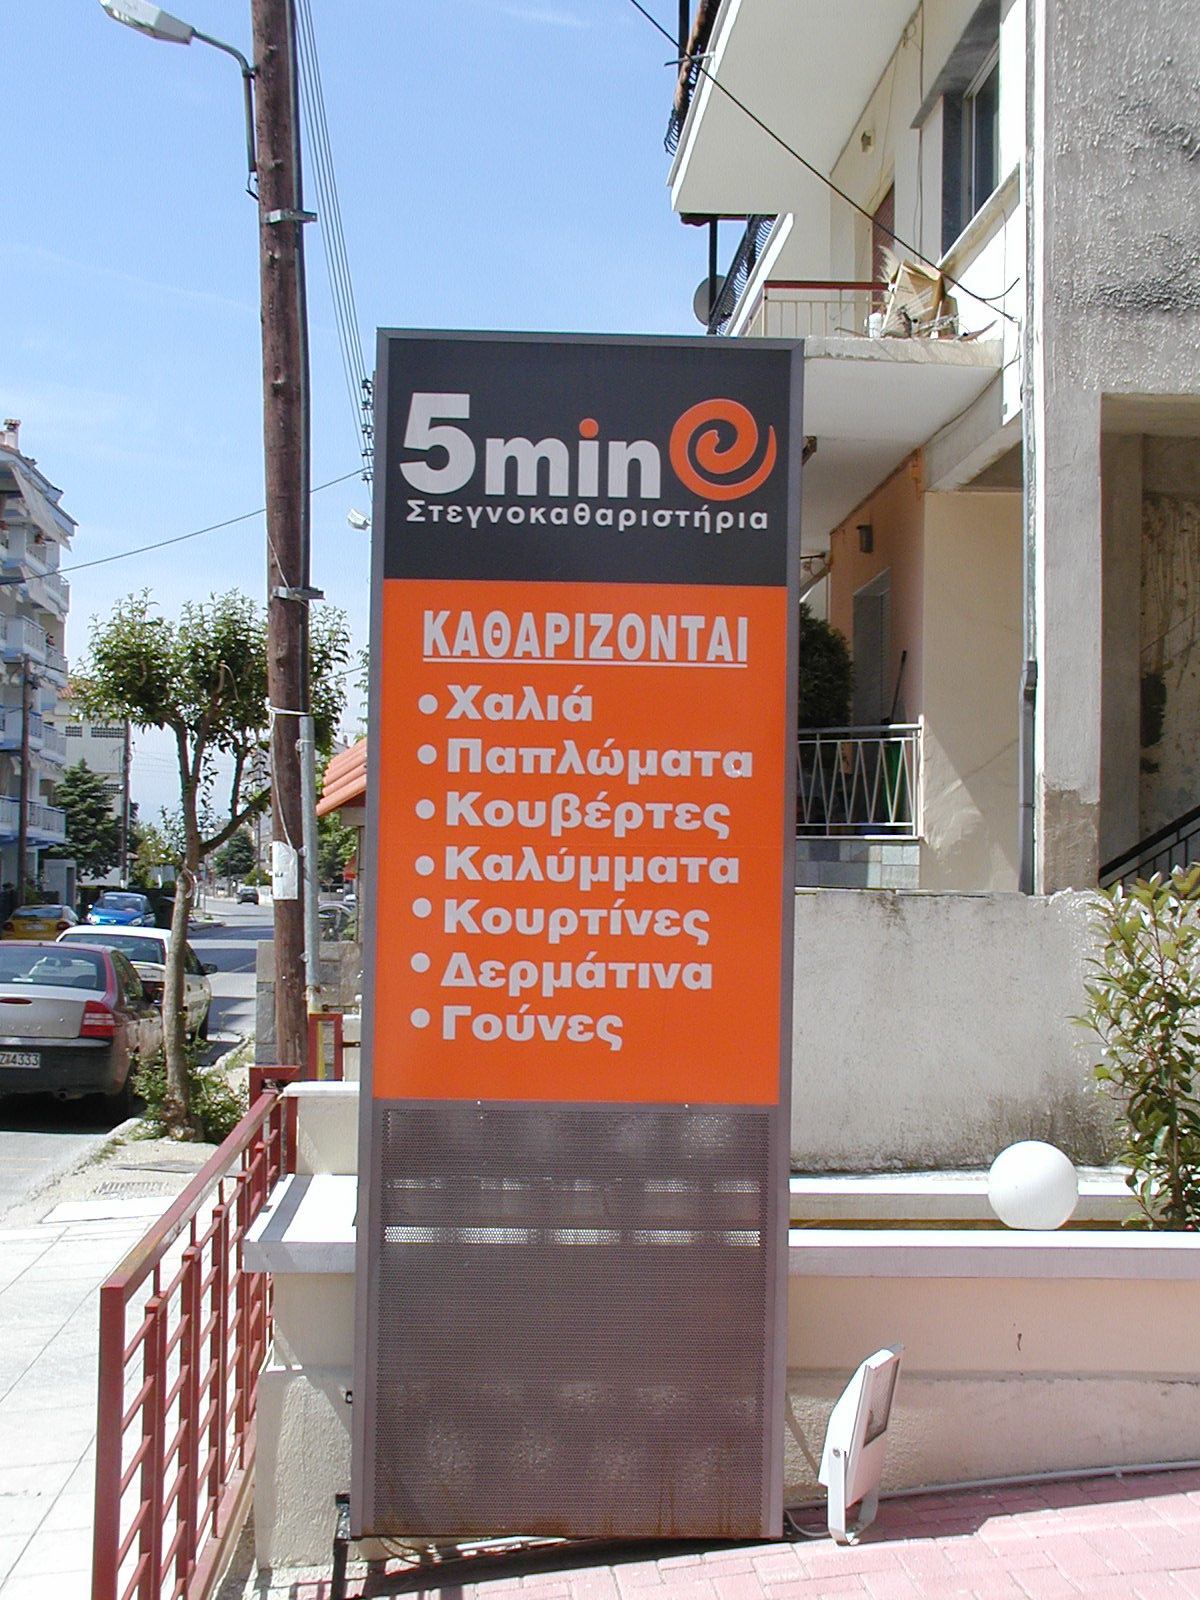 5min
Στεγνοκαθαριστήρια
ΚΑΘΑΡΙΖΟΝΤΑΙ
• Χαλιά
• Παπλώματα
• Κουβέρτες
• Καλύμματα
• Κουρτίνες
• Δερμάτινα
• Γούνες